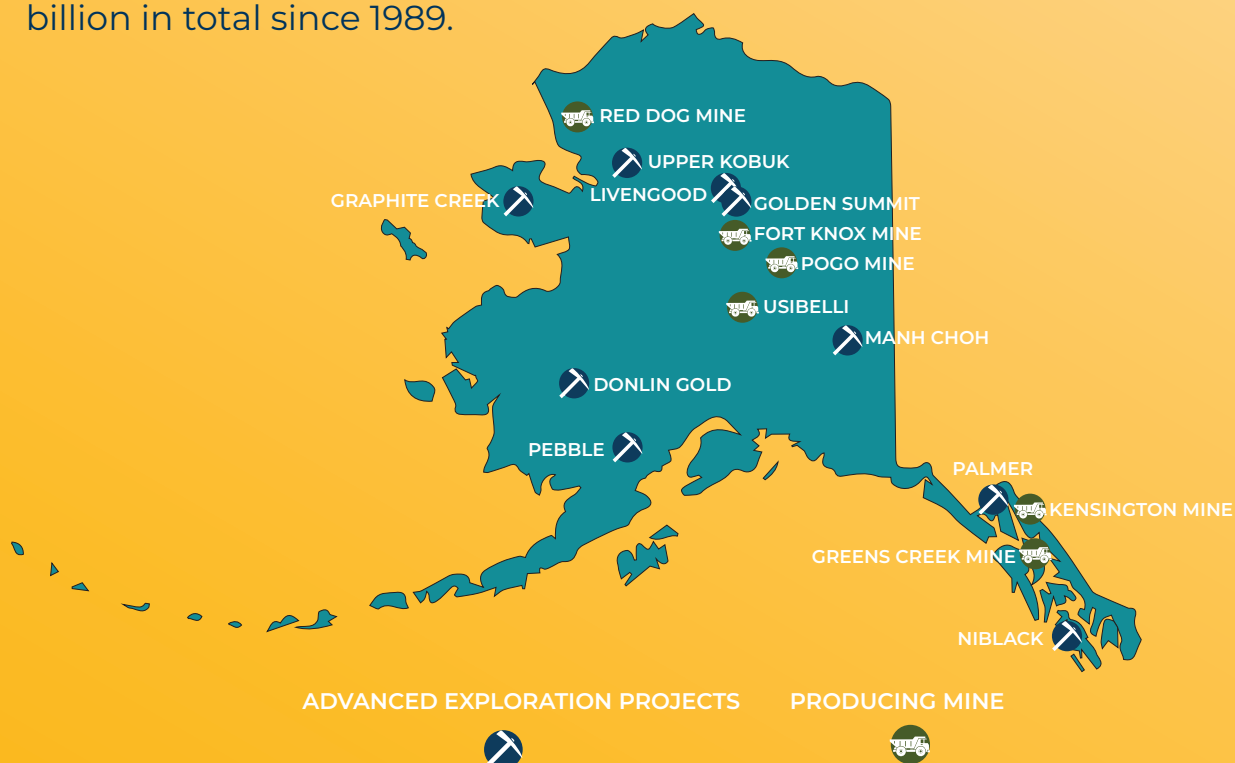 billion in total since 1989.
RED DOG MINE
UPPER KOBUK
LIVENGOOD
GRAPHITE CREEK
GOLDEN SUMMIT
FORT KNOX MINE
POGO MINE
USIBELLI
MANH CHOH
DONLIN GOLD
PEBBLE
PALMER
KENSINGTON MINE
GREENS CREEK MINE
NIBLACK
ADVANCED EXPLORATION PROJECTS
PRODUCING MINE